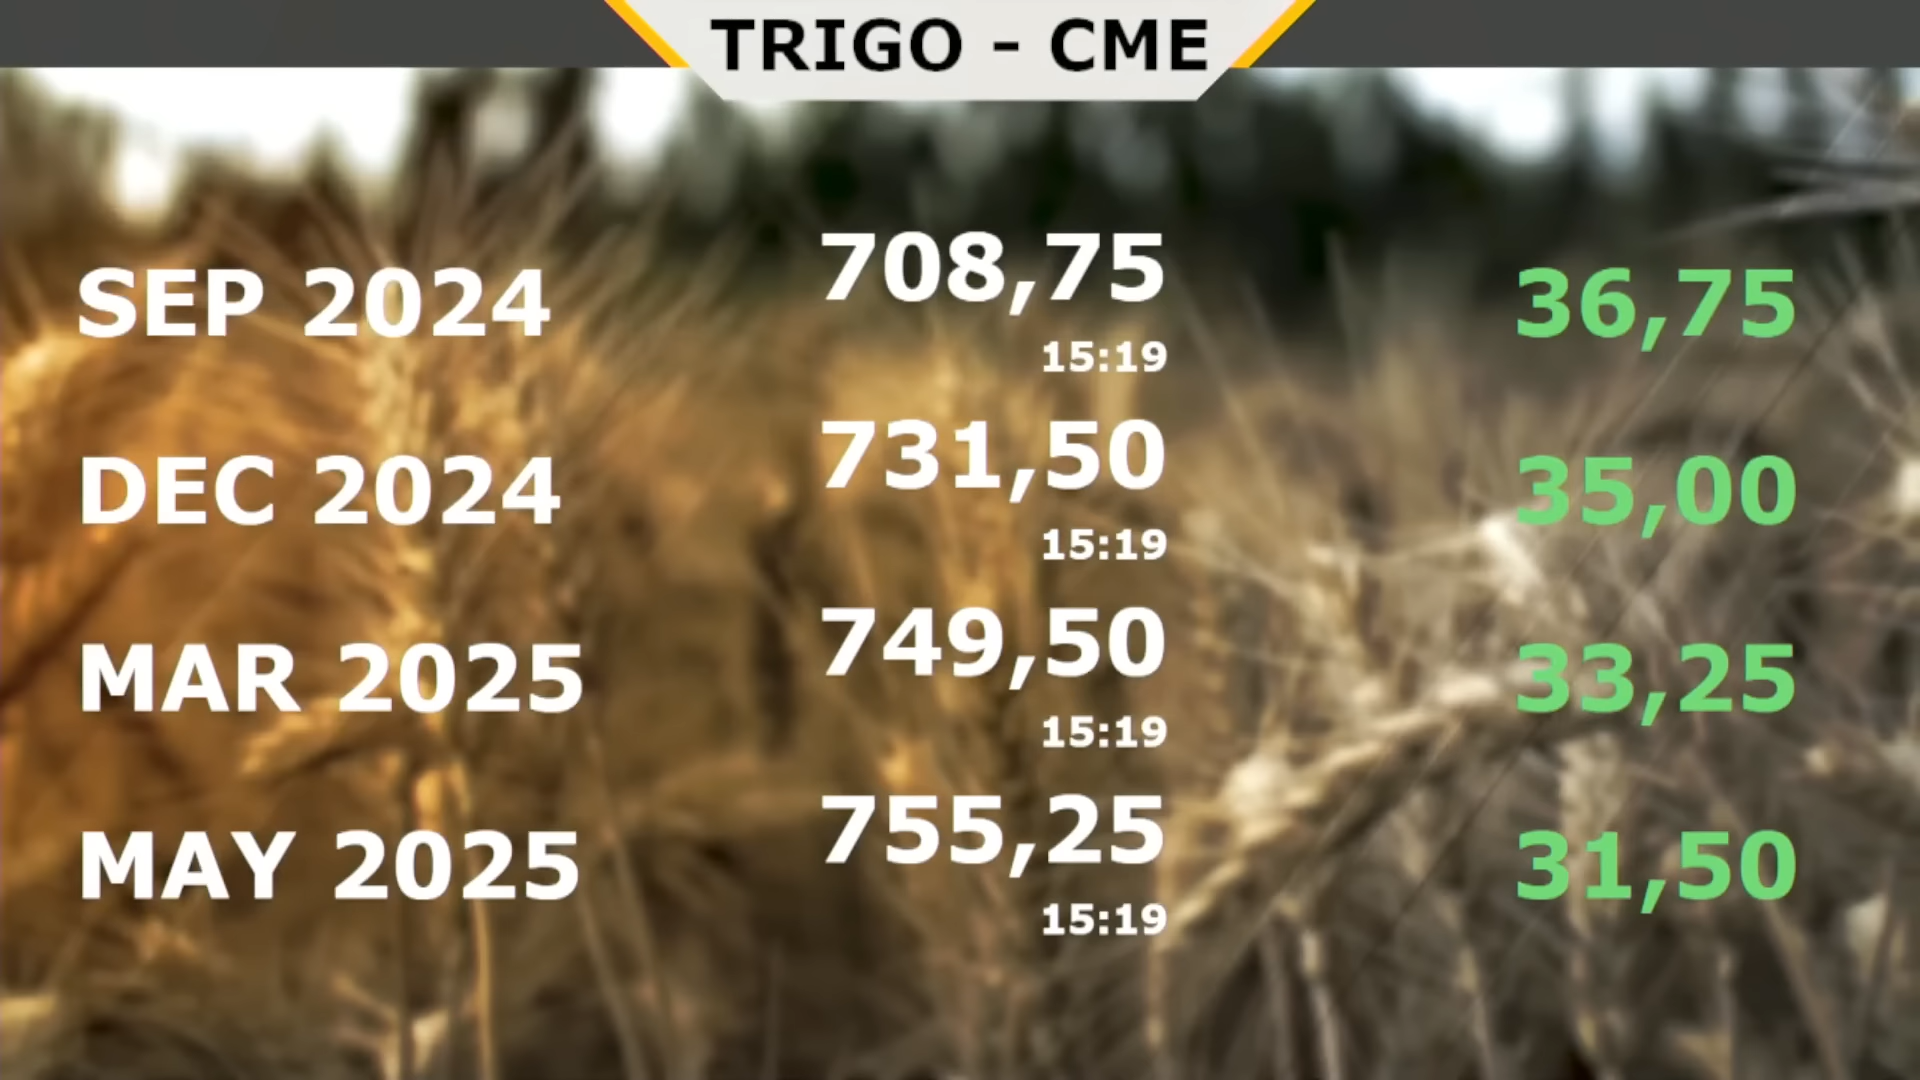 TRIGO - CME
SEP 2024 708,75 36,75
15:19
DEC 2024 731,50 35,00
15:19
MAR 2025 749,50 33,25
15:19
MAY 2025 755,25 31,50
15:19